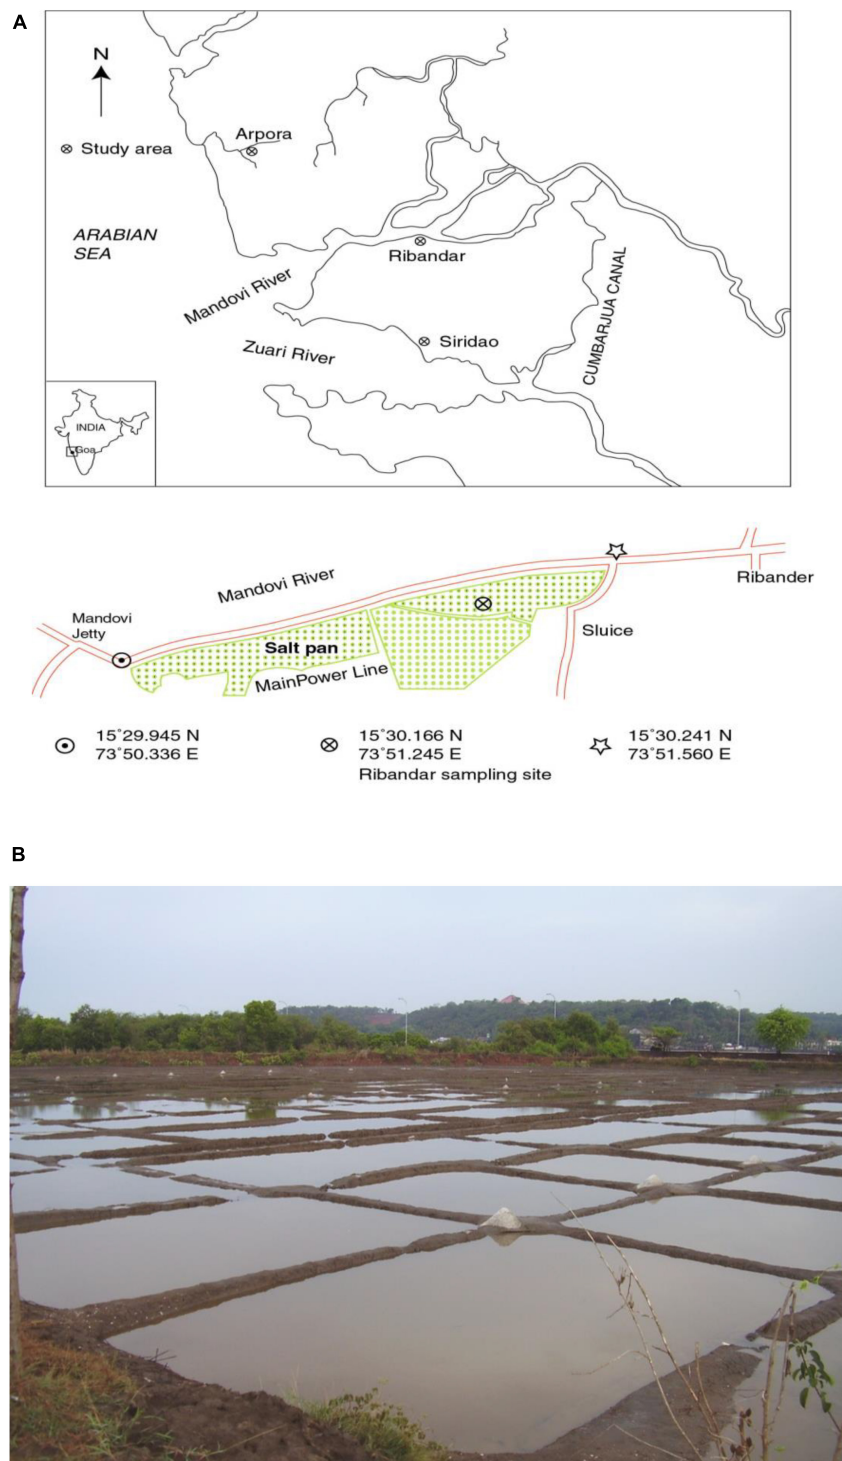 A
N
Study area
Arpora
ARABIAN
SEA
Ribandar
Mandovi River
Siridao
Zuari River
CUMBARJUA CANAL
INDIA
Goa
Mandovi River
Ribander
Mandovi
Jetty
Sluice
Salt pan
MainPower Line
15°29.945 N
73°50.336 E
15°30.166 N
73°51.245 E
Ribandar sampling site
15°30.241 N
73°51.560 E
B